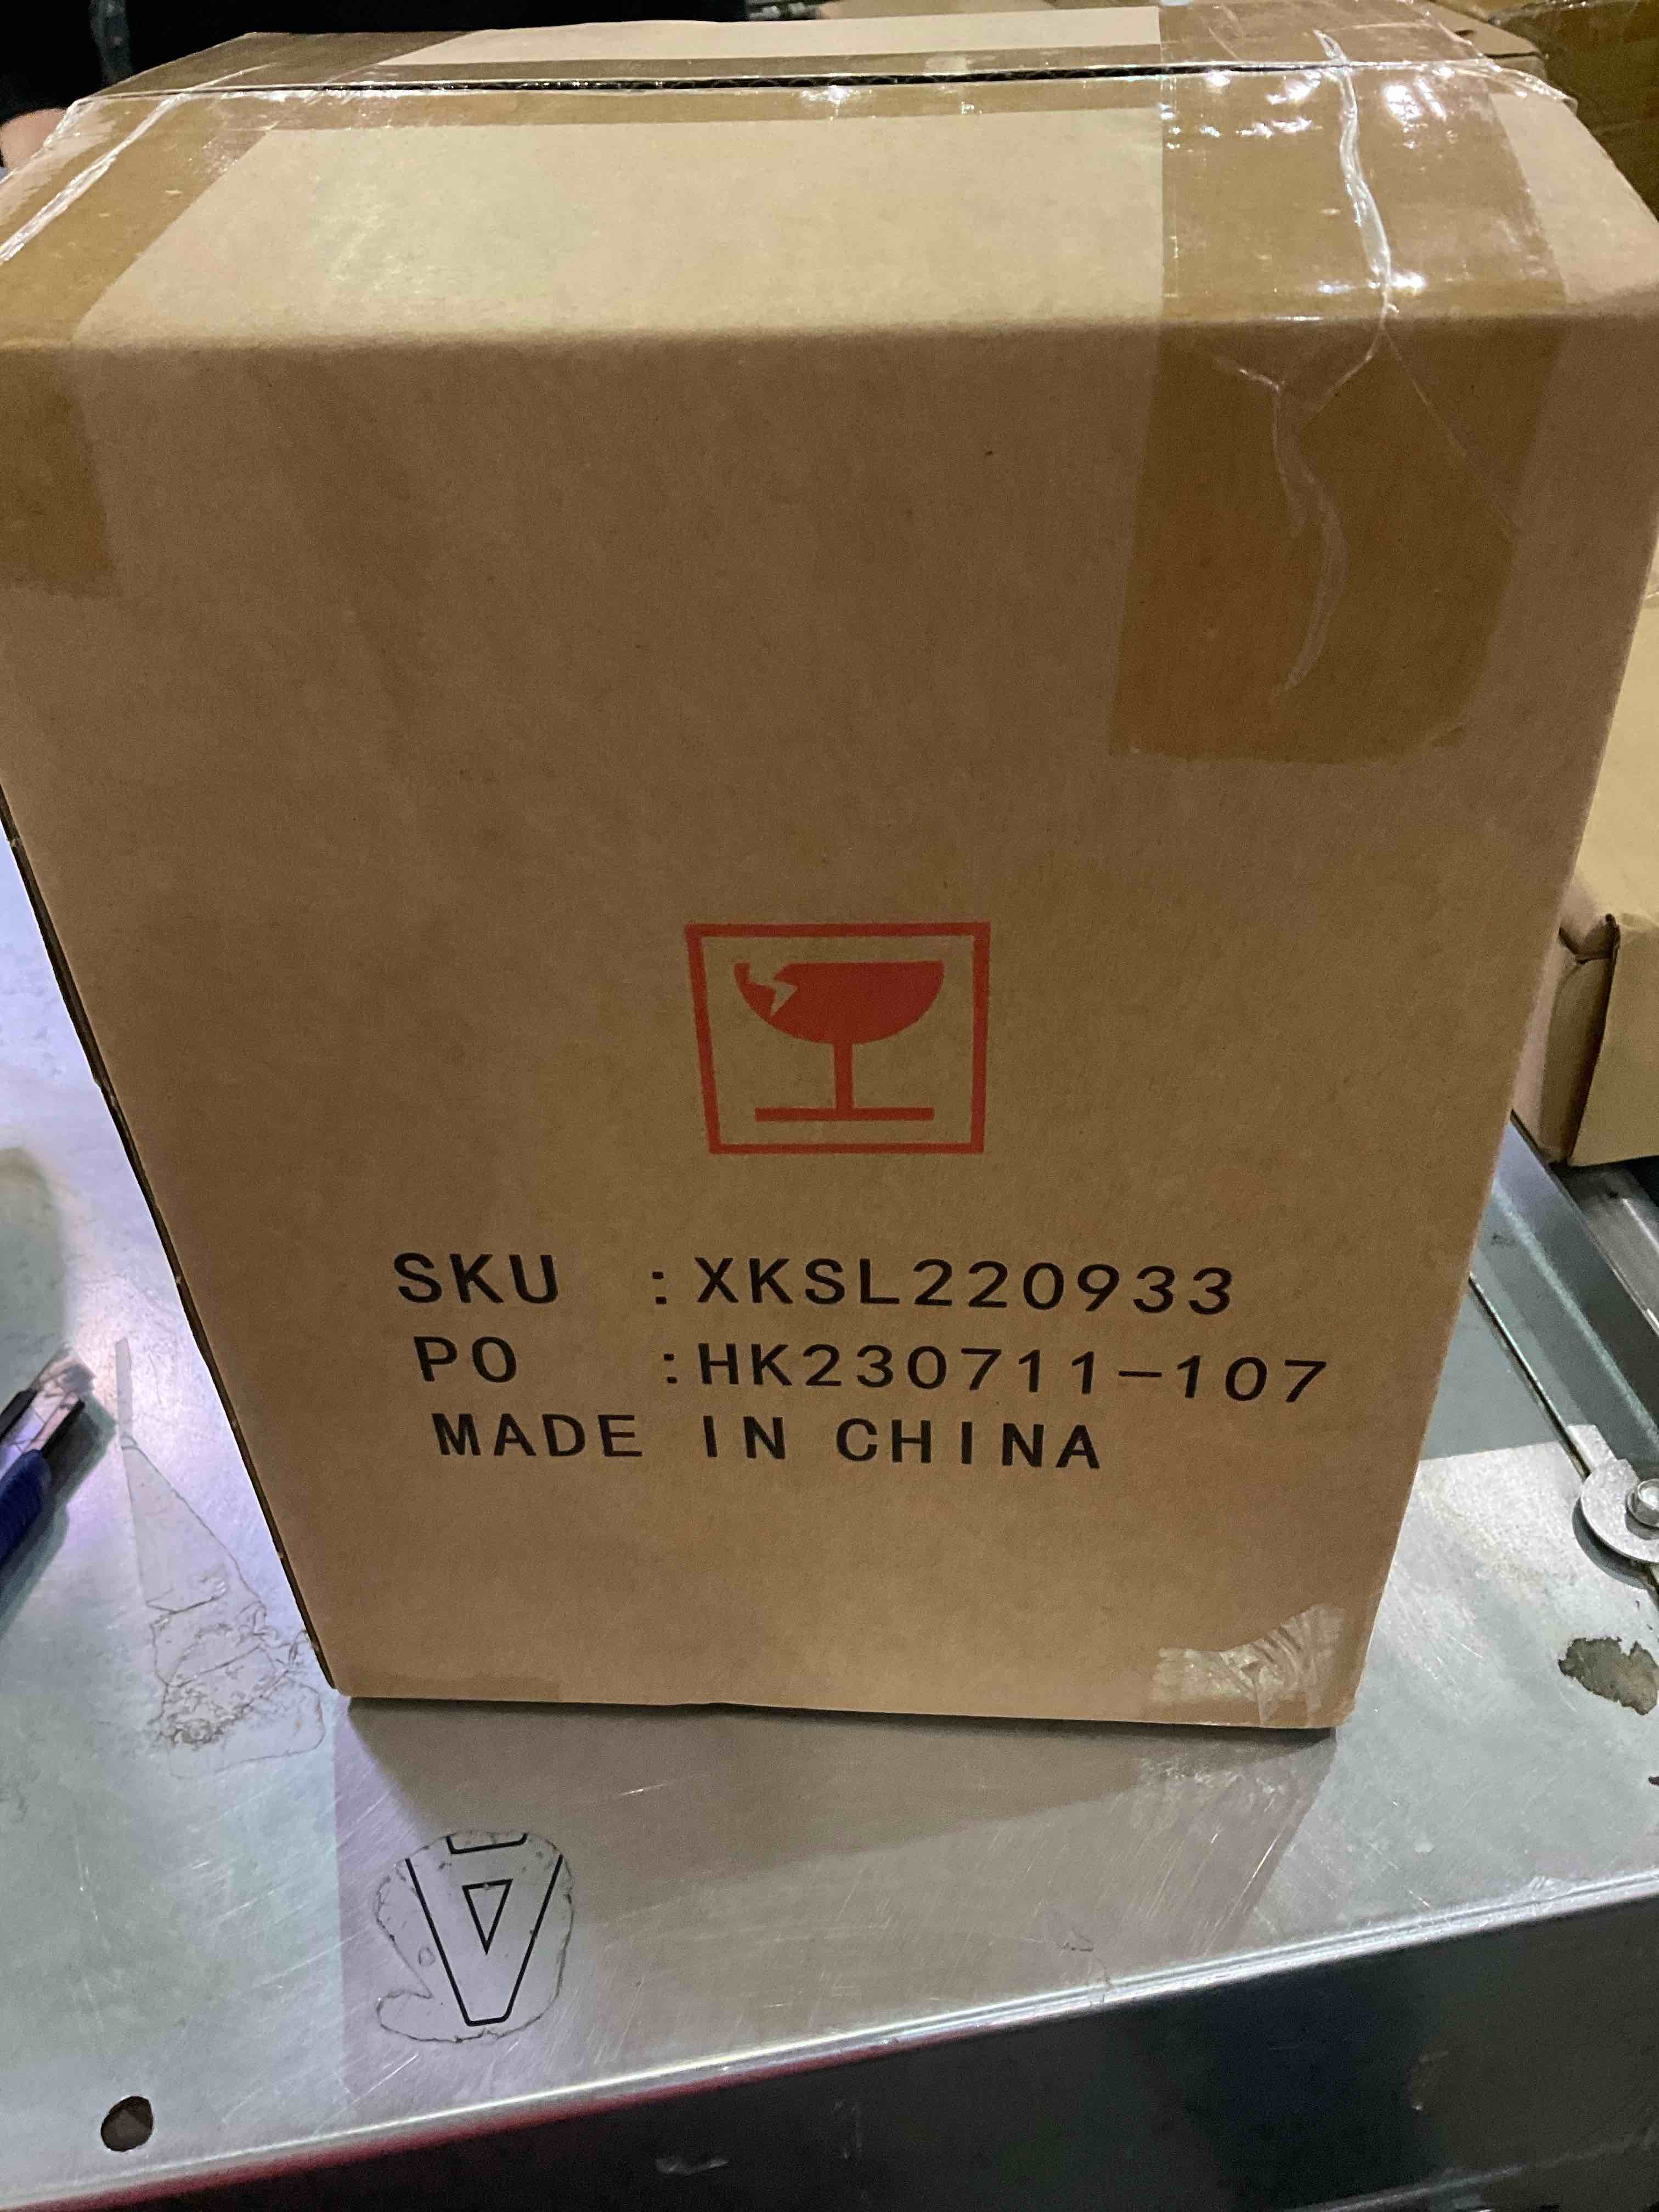 SKU :XKSL220933
PO :HK230711-107
MADE IN CHINA